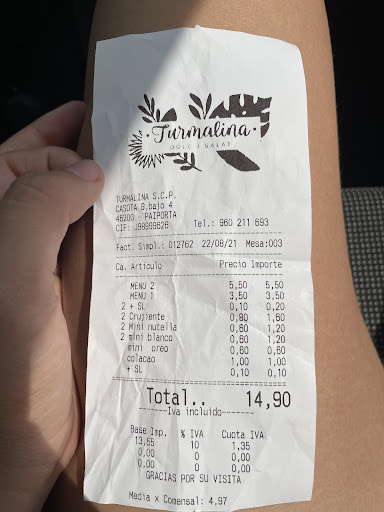 Turmalina
DOLÇ I SALAT
TURMALINA S.C.P.
CASOTA,8,bajo 4
46200 - PAIPORTA
CIF: J98999626 Tel.: 960 211 693
Fact. Simpl.: 012762 22/08/21 Mesa:003
Ca. Articulo Precio Importe
MENU 2 5,50 5,50
MENU 1 3,50 3,50
2 + SL 0,10 0,20
2 Crujiente 0,80 1,60
2 Mini nutella 0,60 1,20
2 mini blanco 0,60 1,20
mini oreo 0,60 0,60
colacao 1,00 1,00
+ SL 0,10 0,10
Total.. 14,90
Iva incluido
Base Imp. % IVA Cuota IVA
13,55 10 1,35
0,00 0 0,00
0,00 0 0,00
GRACIAS POR SU VISITA
Media x Comensal: 4,97